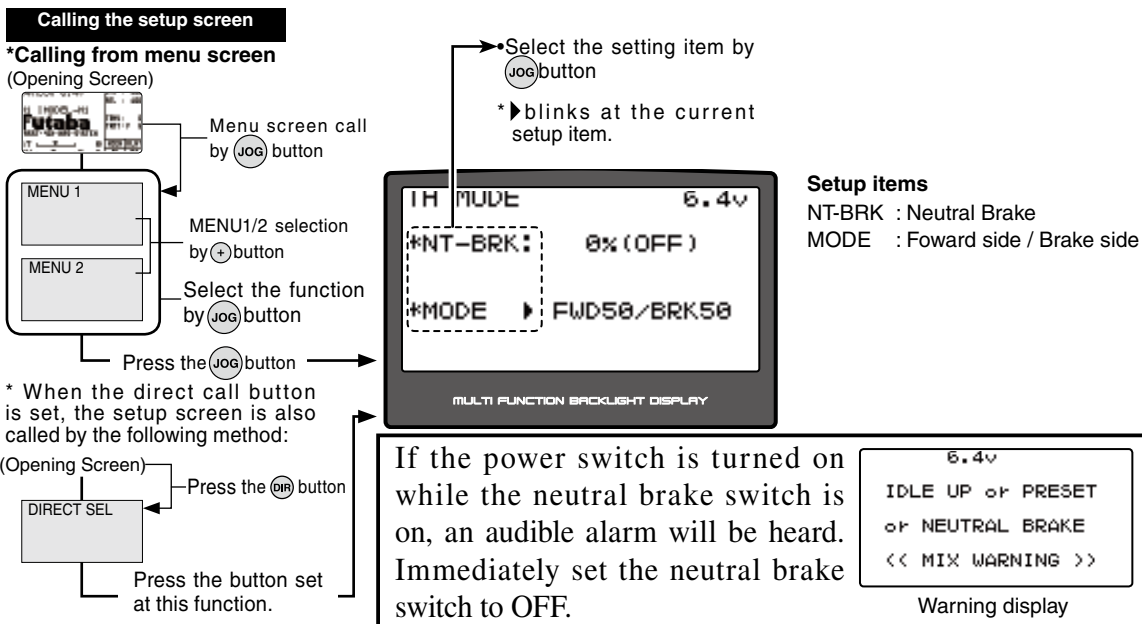 Calling the setup screen
*Calling from menu screen
(Opening Screen)
Futaba
Menu screen call
by JOG button
MENU 1
MENU1/2 selection
by + button
MENU 2
Select the function
by JOG button
Press the JOG button
* When the direct call button
is set, the setup screen is also
called by the following method:
(Opening Screen)
Press the DIR button
DIRECT SEL
Press the button set
at this function.
•Select the setting item by
JOG button
* blinks at the current
setup item.
TH MODE 6.4v
*NT-BRK: 0%(OFF)
*MODE FWD50/BRK50
MULTI FUNCTION BACKLIGHT DISPLAY
Setup items
NT-BRK : Neutral Brake
MODE : Foward side / Brake side
If the power switch is turned on
while the neutral brake switch is
on, an audible alarm will be heard.
Immediately set the neutral brake
switch to OFF.
6.4v
IDLE UP or PRESET
or NEUTRAL BRAKE
<< MIX WARNING >>
Warning display